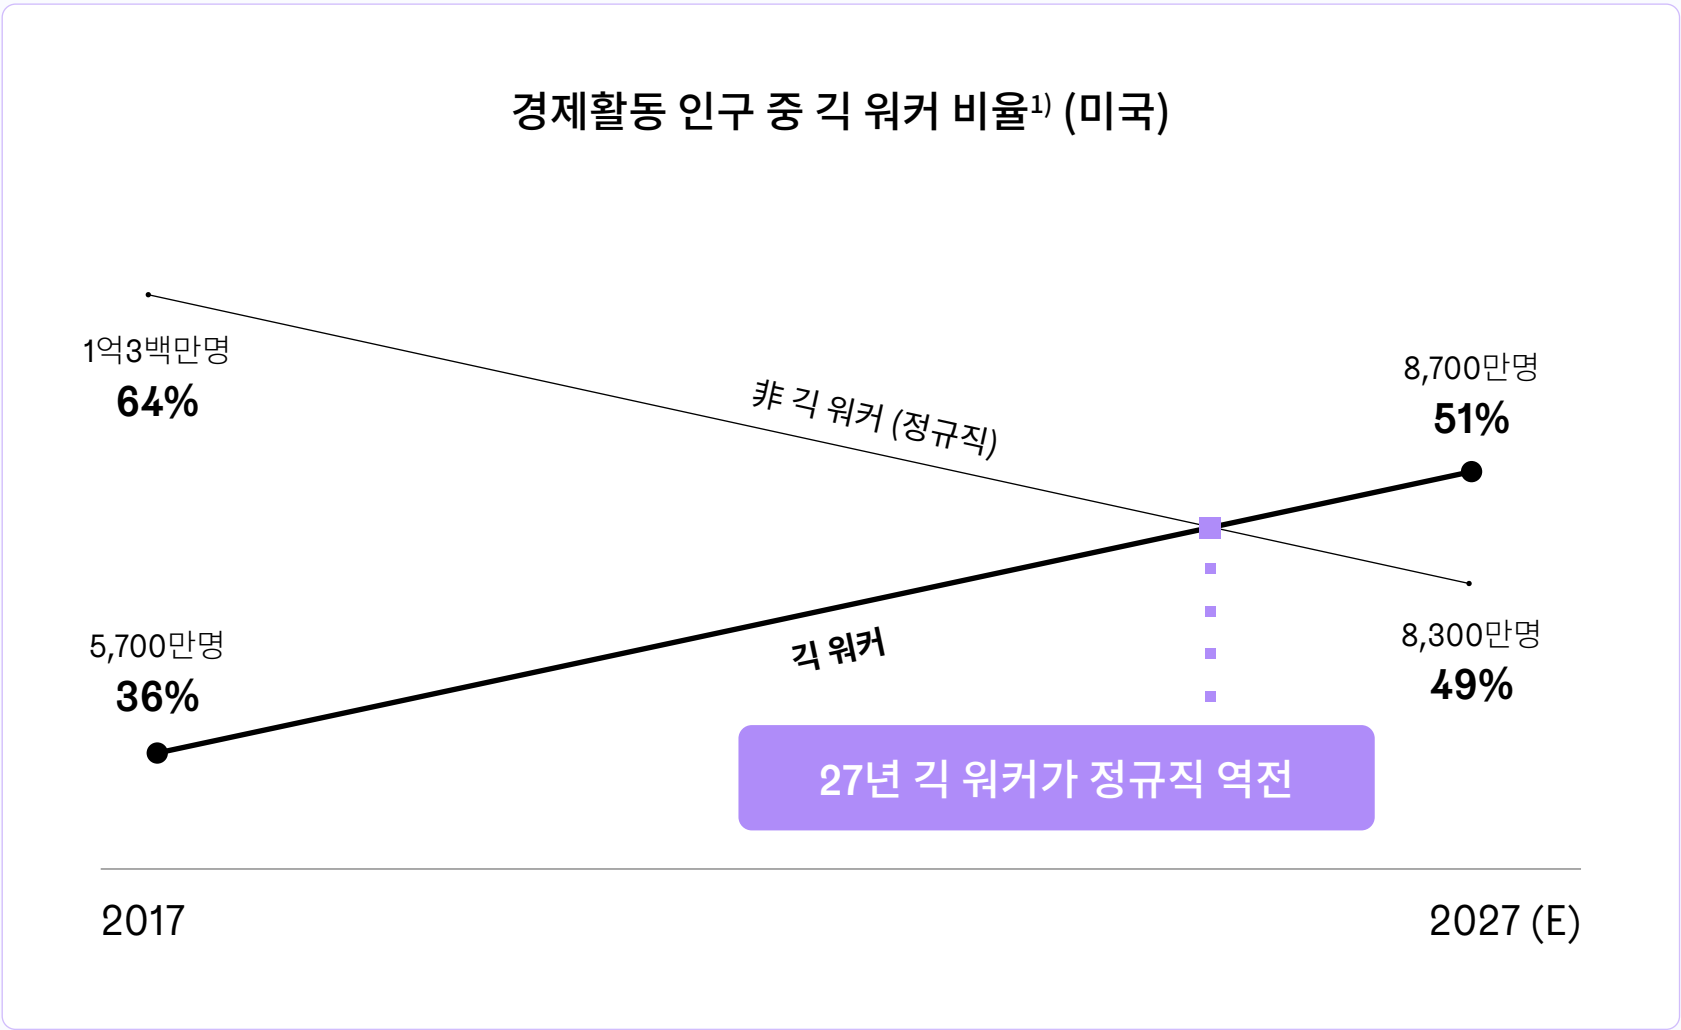 경제활동 인구 중 긱 워커 비율1) (미국)
1억3백만명
64%
非 긱 워커 (정규직)
8,700만명
51%
5,700만명
36%
긱 워커
8,300만명
49%
27년 긱 워커가 정규직 역전
2017
2027 (E)